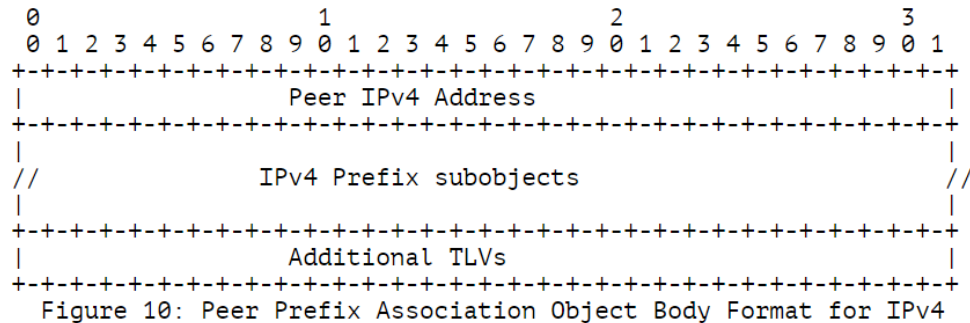 0                   1                   2                   3
 0 1 2 3 4 5 6 7 8 9 0 1 2 3 4 5 6 7 8 9 0 1 2 3 4 5 6 7 8 9 0 1
+-+-+-+-+-+-+-+-+-+-+-+-+-+-+-+-+-+-+-+-+-+-+-+-+-+-+-+-+-+-+-+-+
|                  Peer IPv4 Address                            |
+-+-+-+-+-+-+-+-+-+-+-+-+-+-+-+-+-+-+-+-+-+-+-+-+-+-+-+-+-+-+-+-+
|                                                               |
//               IPv4 Prefix subobjects                         //
|                                                               |
+-+-+-+-+-+-+-+-+-+-+-+-+-+-+-+-+-+-+-+-+-+-+-+-+-+-+-+-+-+-+-+-+
|                  Additional TLVs                              |
+-+-+-+-+-+-+-+-+-+-+-+-+-+-+-+-+-+-+-+-+-+-+-+-+-+-+-+-+-+-+-+-+
  Figure 10: Peer Prefix Association Object Body Format for IPv4